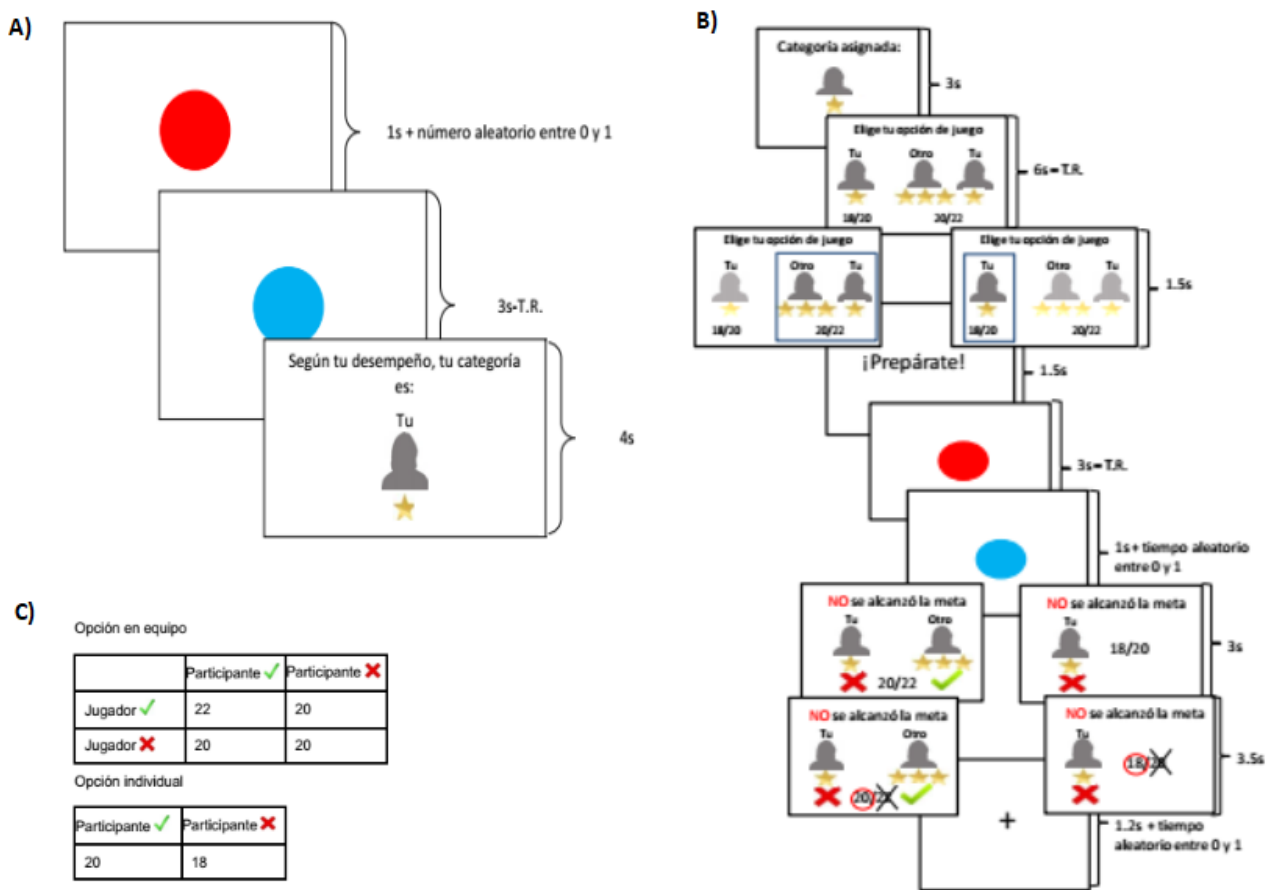 A)
1s + número aleatorio entre 0 y 1
3s-T.R.
Según tu desempeño, tu categoría
es:
Tu
4s
B)
Categoría asignada:
3s
Elige tu opción de juego
Tu Otro Tu
18/20 20/22
6s-T.R.
Elige tu opción de juego
Tu Otro Tu
18/20 20/22
Elige tu opción de juego
Tu Otro Tu
18/20 20/22
1.5s
¡Prepárate!
1.5s
3s-T.R.
1s + tiempo aleatorio
entre 0 y 1
NO se alcanzó la meta
Tu Otro
20/22
NO se alcanzó la meta
Tu
18/20
3s
NO se alcanzó la meta
Tu Otro
20/22
NO se alcanzó la meta
Tu
18/20
3.5s
+
1.2s + tiempo
aleatorio entre 0 y 1
C)
Opción en equipo
Participante ✓ Participante ✗
Jugador ✓ 22 20
Jugador ✗ 20 20
Opción individual
Participante ✓ Participante ✗
20 18